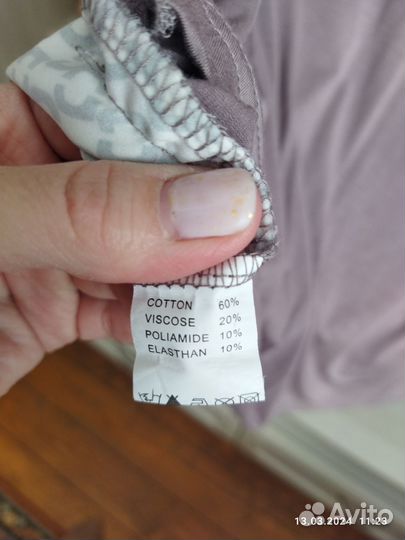 COTTON 60%
VISCOSE 20%
POLIAMIDE 10%
ELASTHAN 10%
13.03.2024 11:23
Avito